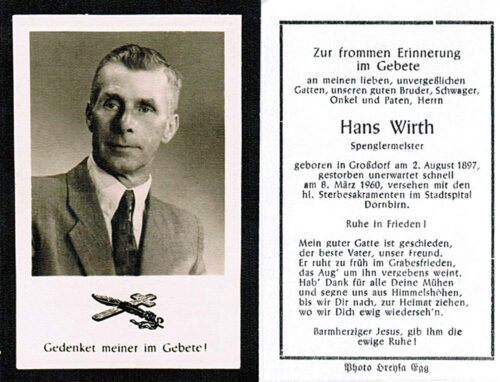 Gedenket meiner im Gebete!
Zur frommen Erinnerung
im Gebete
an meinen lieben, unvergeßlichen
Gatten, unseren guten Bruder, Schwager,
Onkel und Paten, Herrn
Hans Wirth
Spenglermeister
geboren in Großdorf am 2. August 1897,
gestorben unerwartet schnell
am 8. März 1960, versehen mit den
hl. Sterbesakramenten im Stadtspital
Dornbirn.
Ruhe in Frieden!
Mein guter Gatte ist geschieden,
der beste Vater, unser Freund.
Er ruht zu früh im Grabesfrieden,
das Aug' um ihn vergebens weint.
Hab' Dank für alle Deine Mühen
und segne uns aus Himmelshöhen,
bis wir Dir nach, zur Heimat ziehen,
wo wir Dich ewig wiederseh'n.
Barmherziger Jesus, gib ihm die
ewige Ruhe!
Photo Hreysa Egg